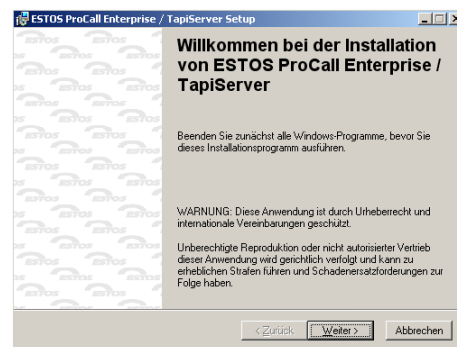 ESTOS ProCall Enterprise / TapiServer Setup
Willkommen bei der Installation
von ESTOS ProCall Enterprise /
TapiServer
Beenden Sie zunächst alle Windows-Programme, bevor Sie
dieses Installationsprogramm ausführen.
WARNUNG: Diese Anwendung ist durch Urheberrecht und
internationale Vereinbarungen geschützt.
Unberechtigte Reproduktion oder nicht autorisierter Vertrieb
dieser Anwendung wird gerichtlich verfolgt und kann zu
erheblichen Strafen führen und Schadenersatzforderungen zur
Folge haben.
< Zurück Weiter > Abbrechen